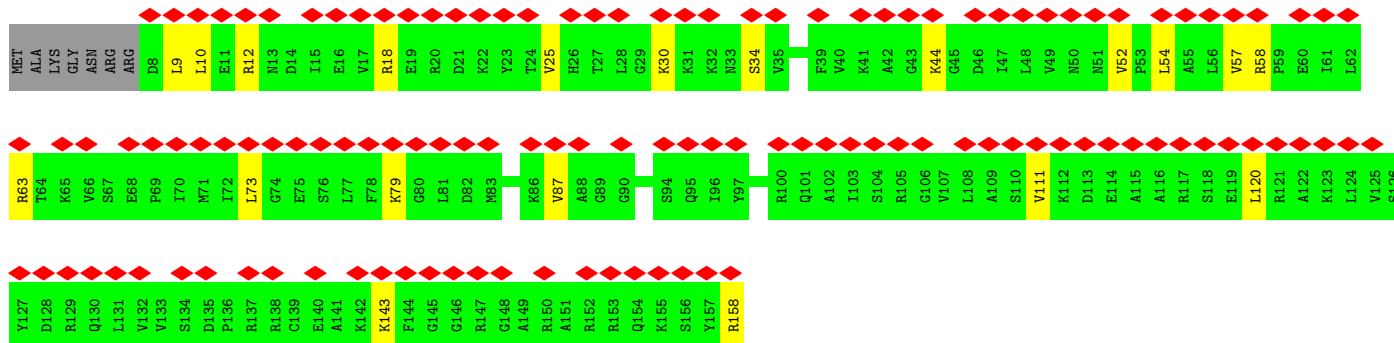 MET ALA LYS GLY ASN ARG ARG D8 L9 L10 E11 R12 N13 D14 I15 E16 V17 R18 E19 R20 D21 K22 Y23 T24 V25 H26 T27 L28 G29 K30 K31 K32 N33 S34 V35 F39 V40 K41 A42 G43 K44 G45 D46 I47 L48 V49 N50 N51 V52 P53 L54 A55 L56 V57 R58 P59 E60 I61 L62
R63 T64 K65 V66 S67 E68 P69 I70 M71 I72 L73 G74 E75 S76 L77 F78 K79 G80 L81 D82 M83 K86 V87 A88 G89 G90 S94 Q95 I96 Y97 R100 Q101 A102 I103 S104 R105 G106 V107 L108 A109 S110 V111 K112 D113 E114 A115 A116 R117 S118 E119 L120 R121 A122 K123 L124 V125 S126
Y127 D128 R129 Q130 L131 V132 V133 S134 D135 P136 R137 R138 C139 E140 A141 K142 K143 F144 G145 G146 R147 G148 A149 R150 A151 R152 R153 Q154 K155 S156 Y157 R158